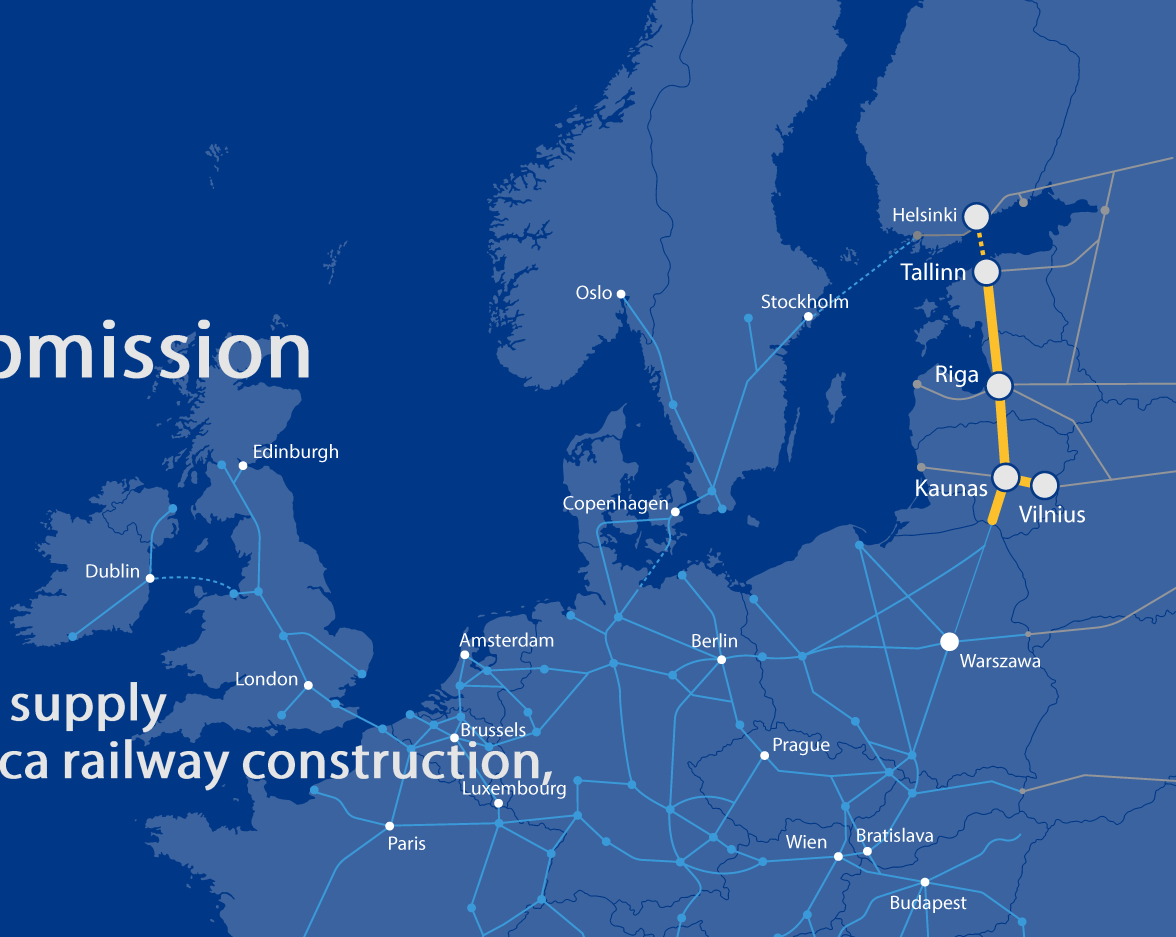 Helsinki
Tallinn
Oslo
Stockholm
omission
Riga
Edinburgh
Kaunas
Copenhagen
Vilnius
Dublin
Amsterdam
Berlin
Warszawa
London
supply
Brussels
Prague
ca railway construction,
Luxembourg
Paris
Wien
Bratislava
Budapest